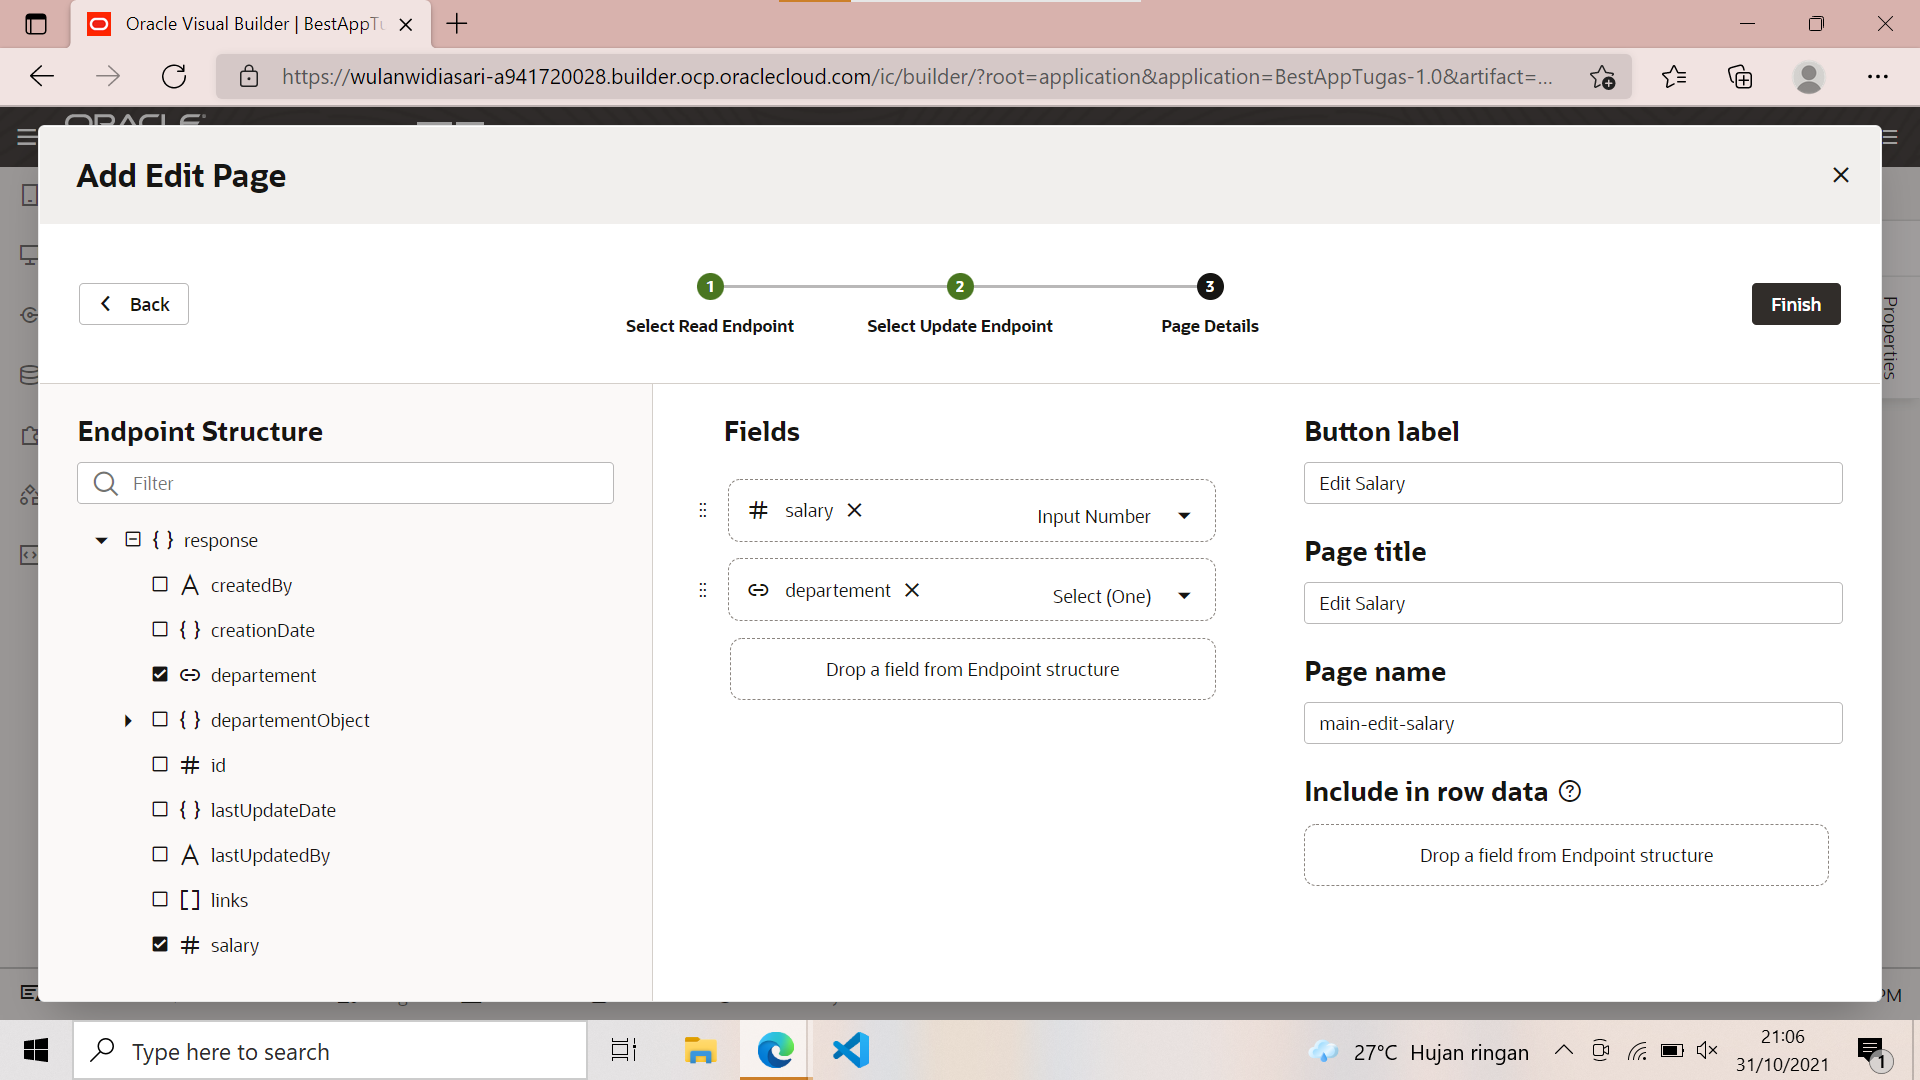 Oracle Visual Builder | BestAppTu
https://wulanwidiasari-a941720028.builder.ocp.oraclecloud.com/ic/builder/?root=application&application=BestAppTugas-1.0&artifact=...
ORACLE
Add Edit Page
Back
1
2
3
Select Read Endpoint
Select Update Endpoint
Page Details
Finish
Properties
Endpoint Structure
Filter
{ } response
A createdBy
{ } creationDate
departement
{ } departementObject
# id
{ } lastUpdateDate
A lastUpdatedBy
[ ] links
# salary
Fields
# salary
Input Number
departement
Select (One)
Drop a field from Endpoint structure
Button label
Edit Salary
Page title
Edit Salary
Page name
main-edit-salary
Include in row data ?
Drop a field from Endpoint structure
PM
Type here to search
27°C Hujan ringan
21:06
31/10/2021
1